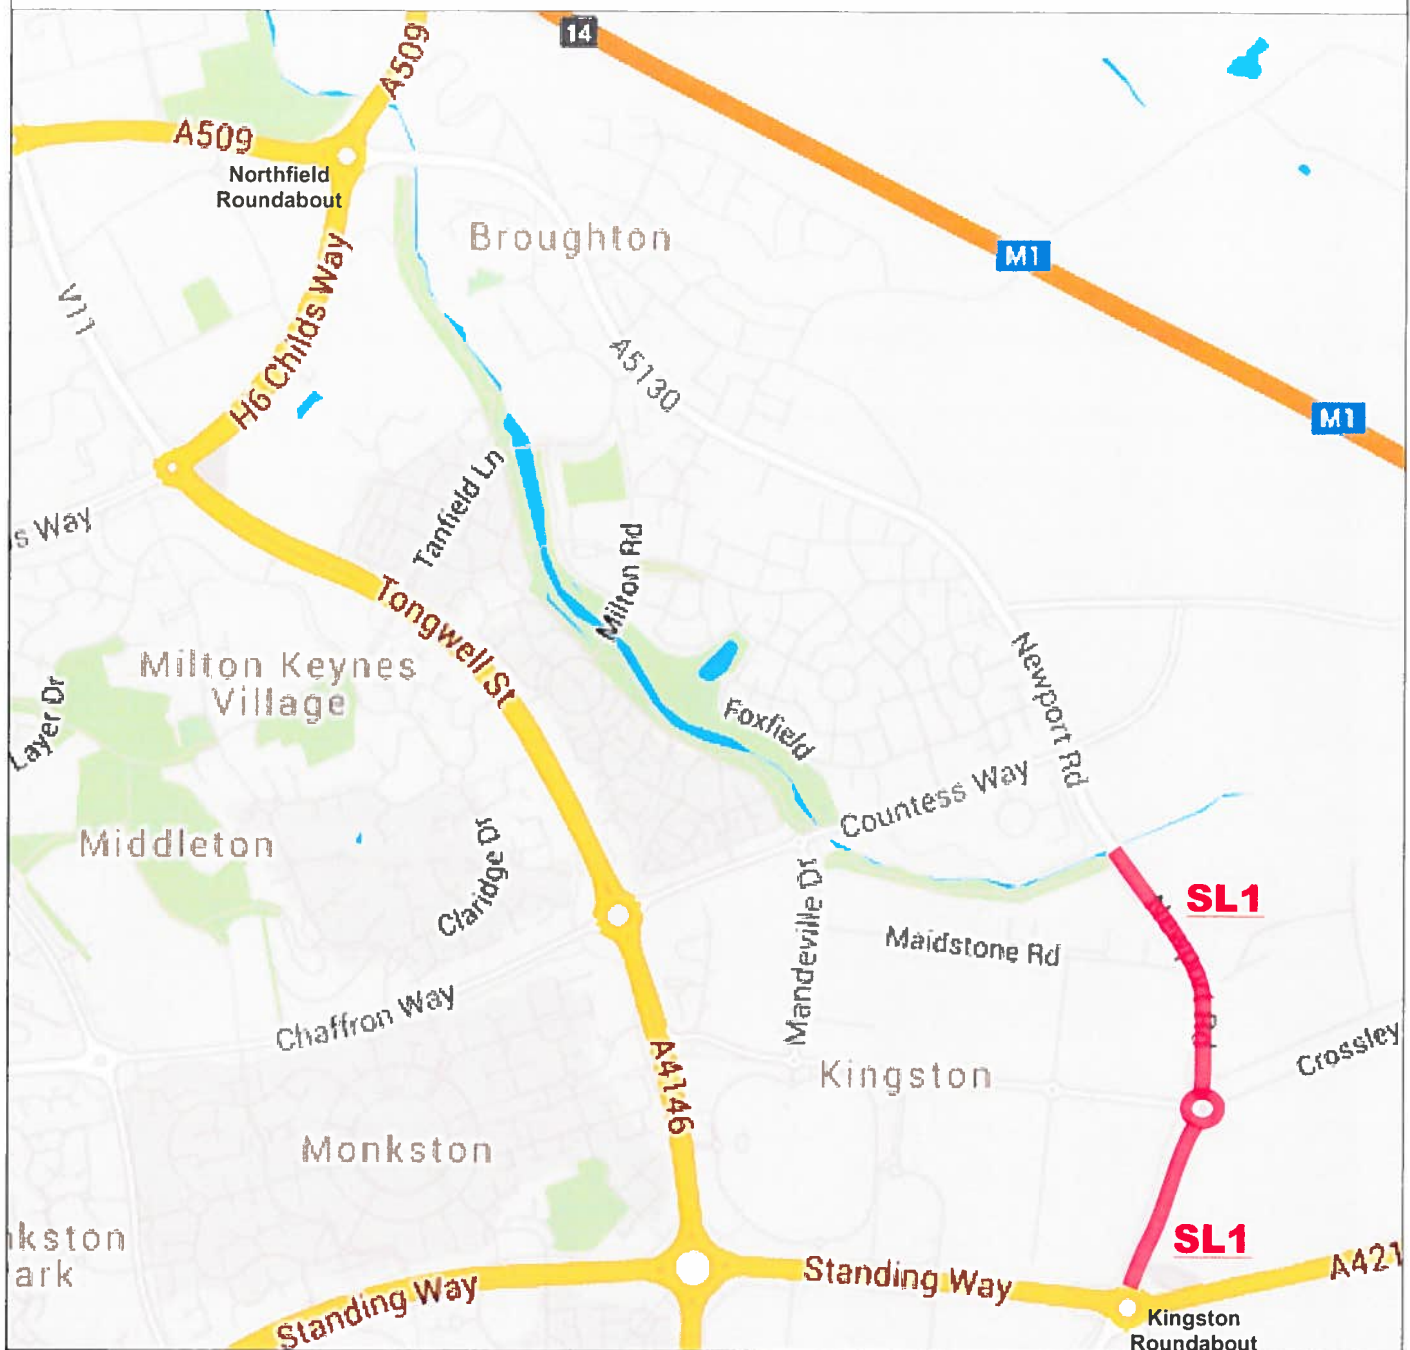 A509
14
A509
Northfield
Roundabout
Broughton
M1
V11
H6 Childs Way
A5130
M1
Tanfield Ln
s Way
Milton Rd
Tongwell St
Milton Keynes
Village
Newport Rd
Layer Dr
Foxfield
Countess Way
Middleton
Claridge Dr
Mandeville Dr
SL1
Maidstone Rd
Chaffron Way
Crossley
A4146
Kingston
Monkston
kston
ark
SL1
Standing Way
Standing Way
A421
Kingston
Roundabout